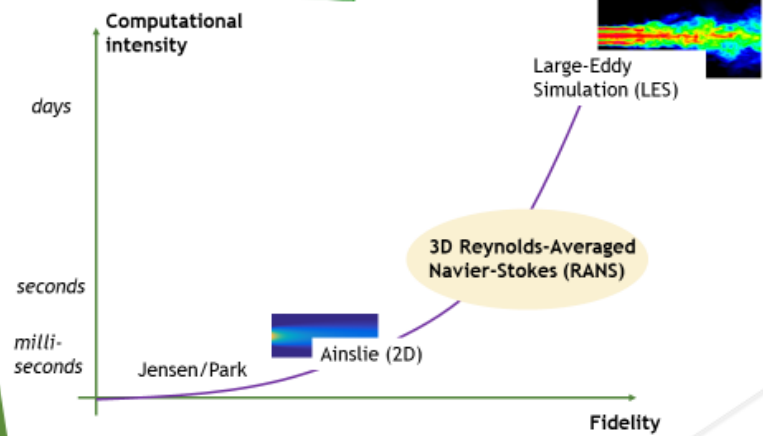 Computational
intensity
Large-Eddy
Simulation (LES)
days
3D Reynolds-Averaged
Navier-Stokes (RANS)
seconds
milli-
seconds
Ainslie (2D)
Jensen/Park
Fidelity